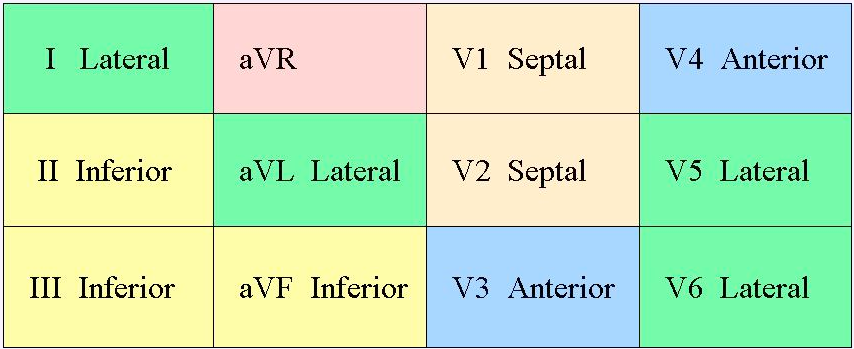 I Lateral
aVR
V1 Septal
V4 Anterior
II Inferior
aVL Lateral
V2 Septal
V5 Lateral
III Inferior
aVF Inferior
V3 Anterior
V6 Lateral